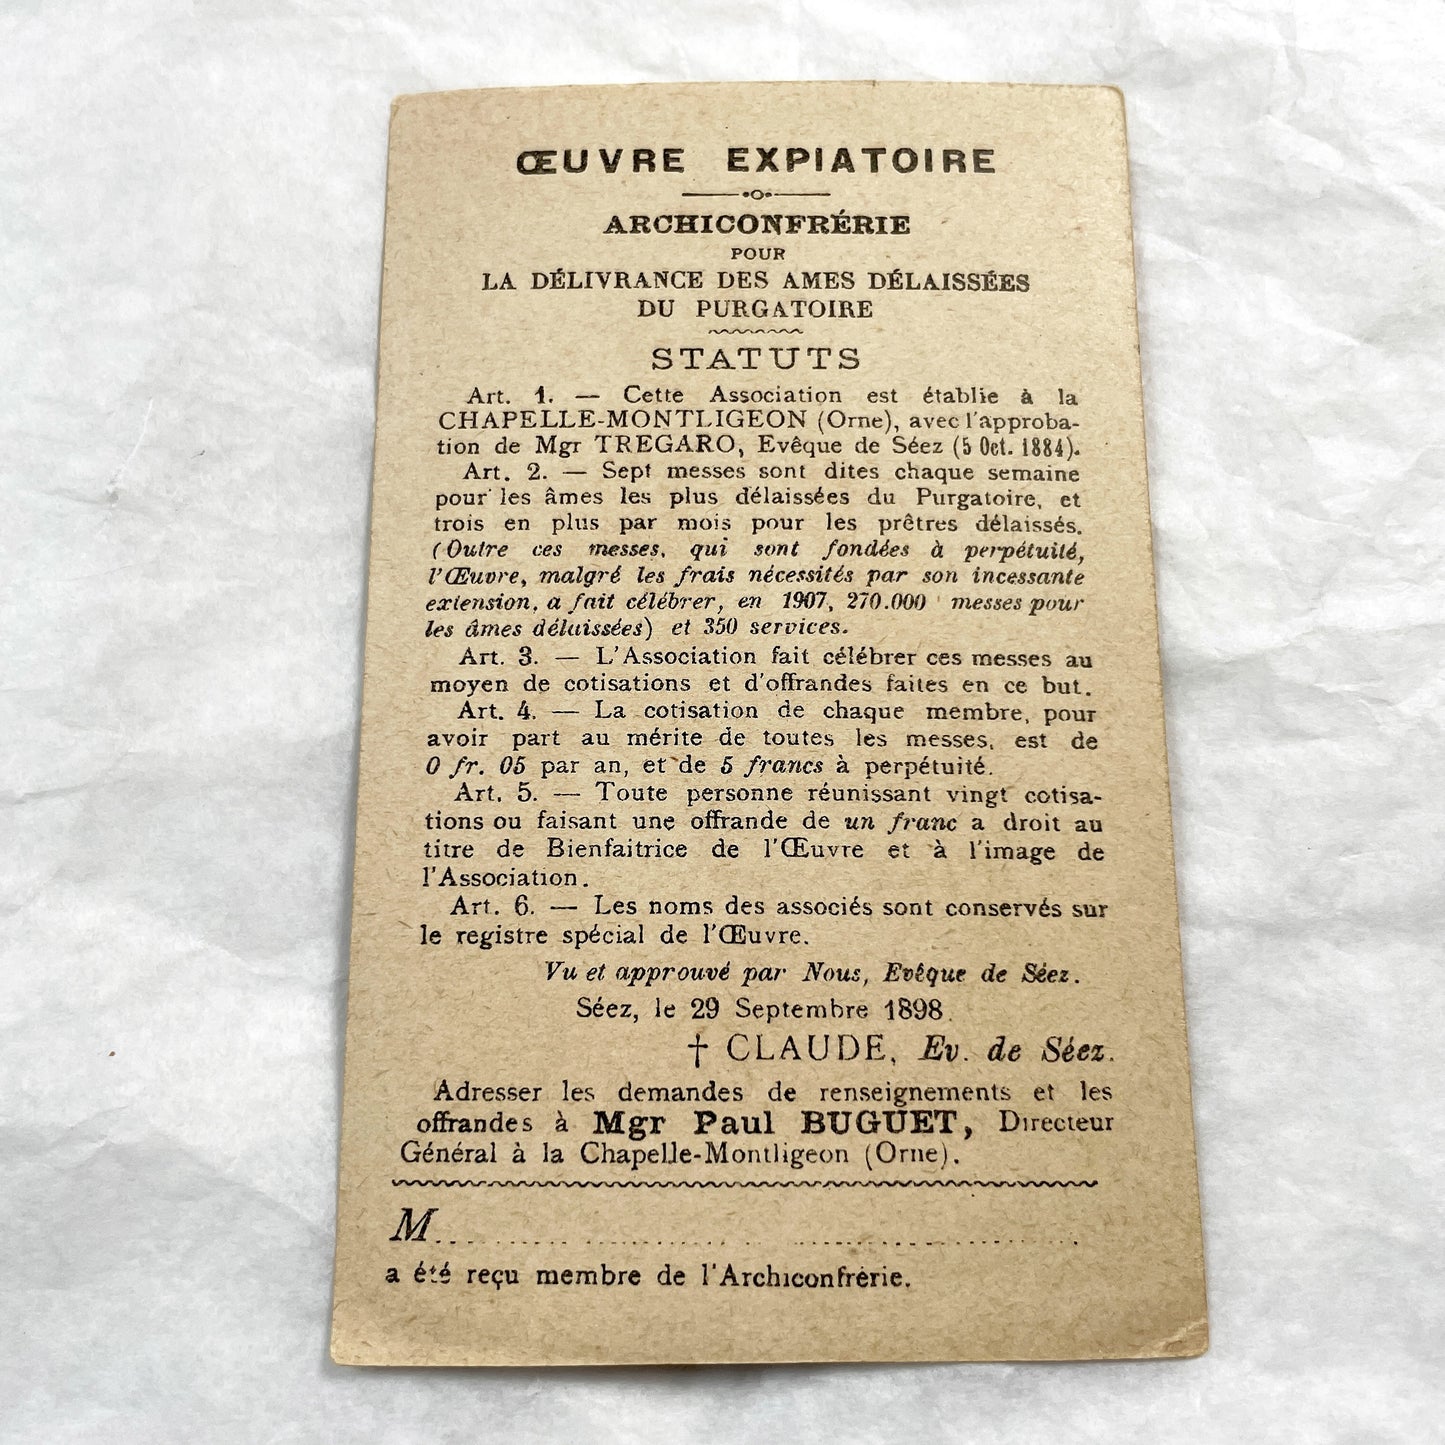 ŒUVRE EXPIATOIRE
ARCHICONFRÉRIE
POUR
LA DÉLIVRANCE DES AMES DÉLAISSÉES
DU PURGATOIRE
STATUTS
Art. 1. — Cette Association est établie à la
CHAPELLE-MONTLIGEON (Orne), avec l'approba-
tion de Mgr TREGARO, Evêque de Séez (5 Oct. 1884).
Art. 2. — Sept messes sont dites chaque semaine
pour les âmes les plus délaissées du Purgatoire, et
trois en plus par mois pour les prêtres délaissés.
(Outre ces messes, qui sont fondées à perpétuité,
l'Œuvre, malgré les frais nécessités par son incessante
extension, a fait célébrer, en 1907, 270.000 messes pour
les âmes délaissées) et 350 services.
Art. 3. — L'Association fait célébrer ces messes au
moyen de cotisations et d'offrandes faites en ce but.
Art. 4. — La cotisation de chaque membre, pour
avoir part au mérite de toutes les messes, est de
0 fr. 05 par an, et de 5 francs à perpétuité.
Art. 5. — Toute personne réunissant vingt cotisa-
tions ou faisant une offrande de un franc a droit au
titre de Bienfaitrice de l'Œuvre et à l'image de
l'Association.
Art. 6. — Les noms des associés sont conservés sur
le registre spécial de l'Œuvre.
Vu et approuvé par Nous, Evêque de Séez.
Séez, le 29 Septembre 1898.
† CLAUDE, Ev. de Séez.
Adresser les demandes de renseignements et les
offrandes à Mgr Paul BUGUET, Directeur
Général à la Chapelle-Montligeon (Orne).
M........................................
a été reçu membre de l'Archiconfrérie.